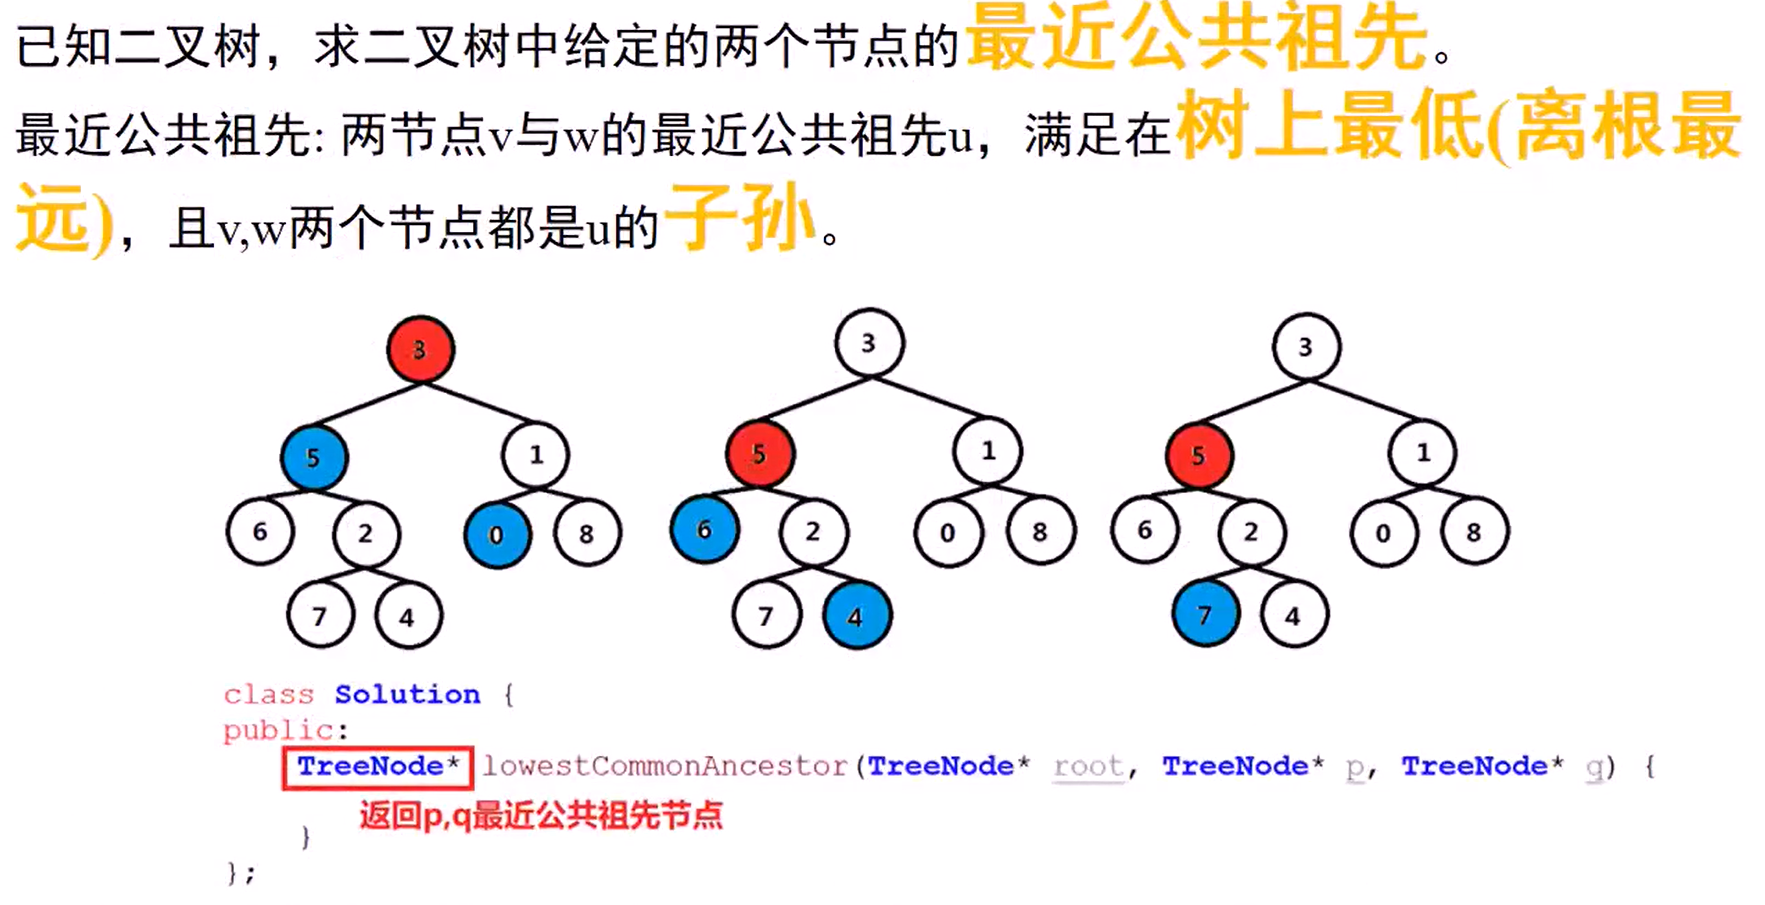 已知二叉树，求二叉树中给定的两个节点的最近公共祖先。
最近公共祖先: 两节点v与w的最近公共祖先u，满足在树上最低(离根最
远)，且v,w两个节点都是u的子孙。
3 3 3
5 1 5 1 5 1
6 2 0 8 6 2 0 8 6 2 0 8
7 4 7 4 7 4
class Solution {
public:
TreeNode* lowestCommonAncestor(TreeNode* root, TreeNode* p, TreeNode* q) {
返回p,q最近公共祖先节点
}
};